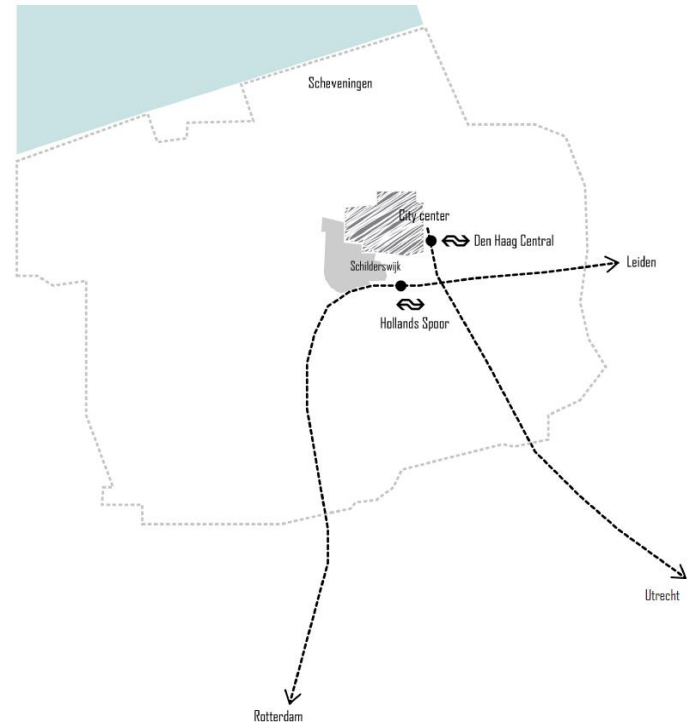 Scheveningen
City center
Den Haag Central
Leiden
Schilderswijk
Hollands Spoor
Utrecht
Rotterdam